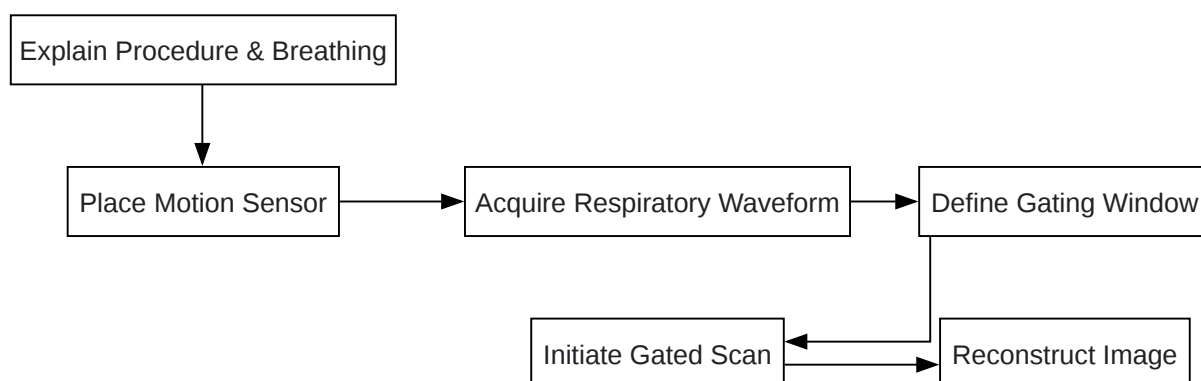 Explain Procedure & Breathing
Place Motion Sensor
Acquire Respiratory Waveform
Define Gating Window
Initiate Gated Scan
Reconstruct Image